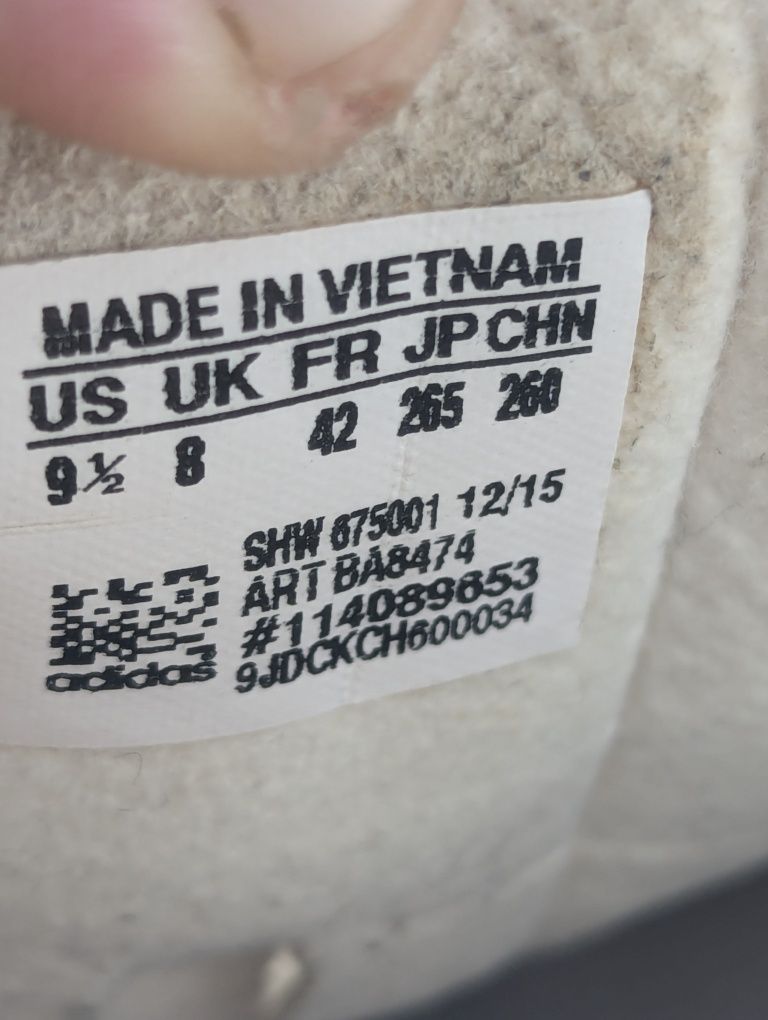 MADE IN VIETNAM
US UK FR JP CHN
9½ 8 42 265 260
SHW 675001 12/15
ART BA8474
#114089653
9JDCKCH600034
adidas